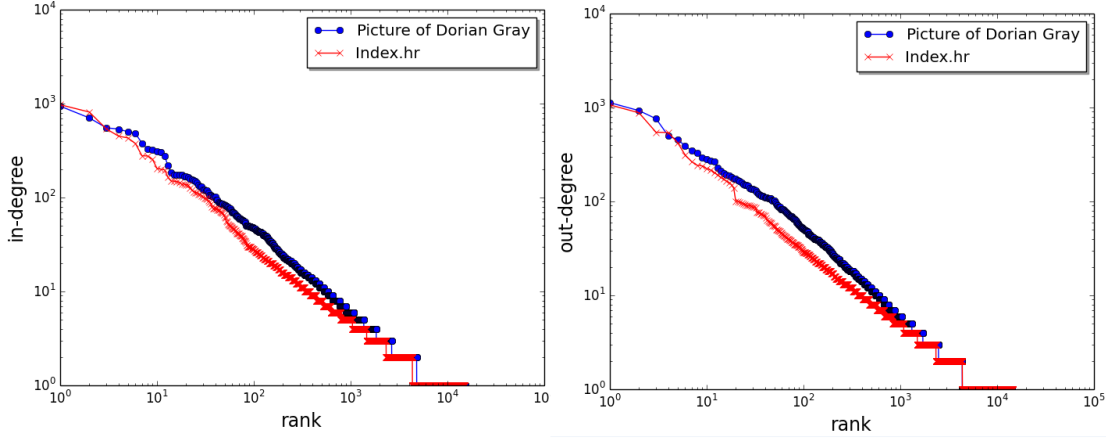 10^4
10^3
10^2
10^1
10^0
in-degree
Picture of Dorian Gray
Index.hr
10^0 10^1 10^2 10^3 10^4 10
rank
10^4
10^3
10^2
10^1
10^0
out-degree
Picture of Dorian Gray
Index.hr
10^0 10^1 10^2 10^3 10^4 10^5
rank